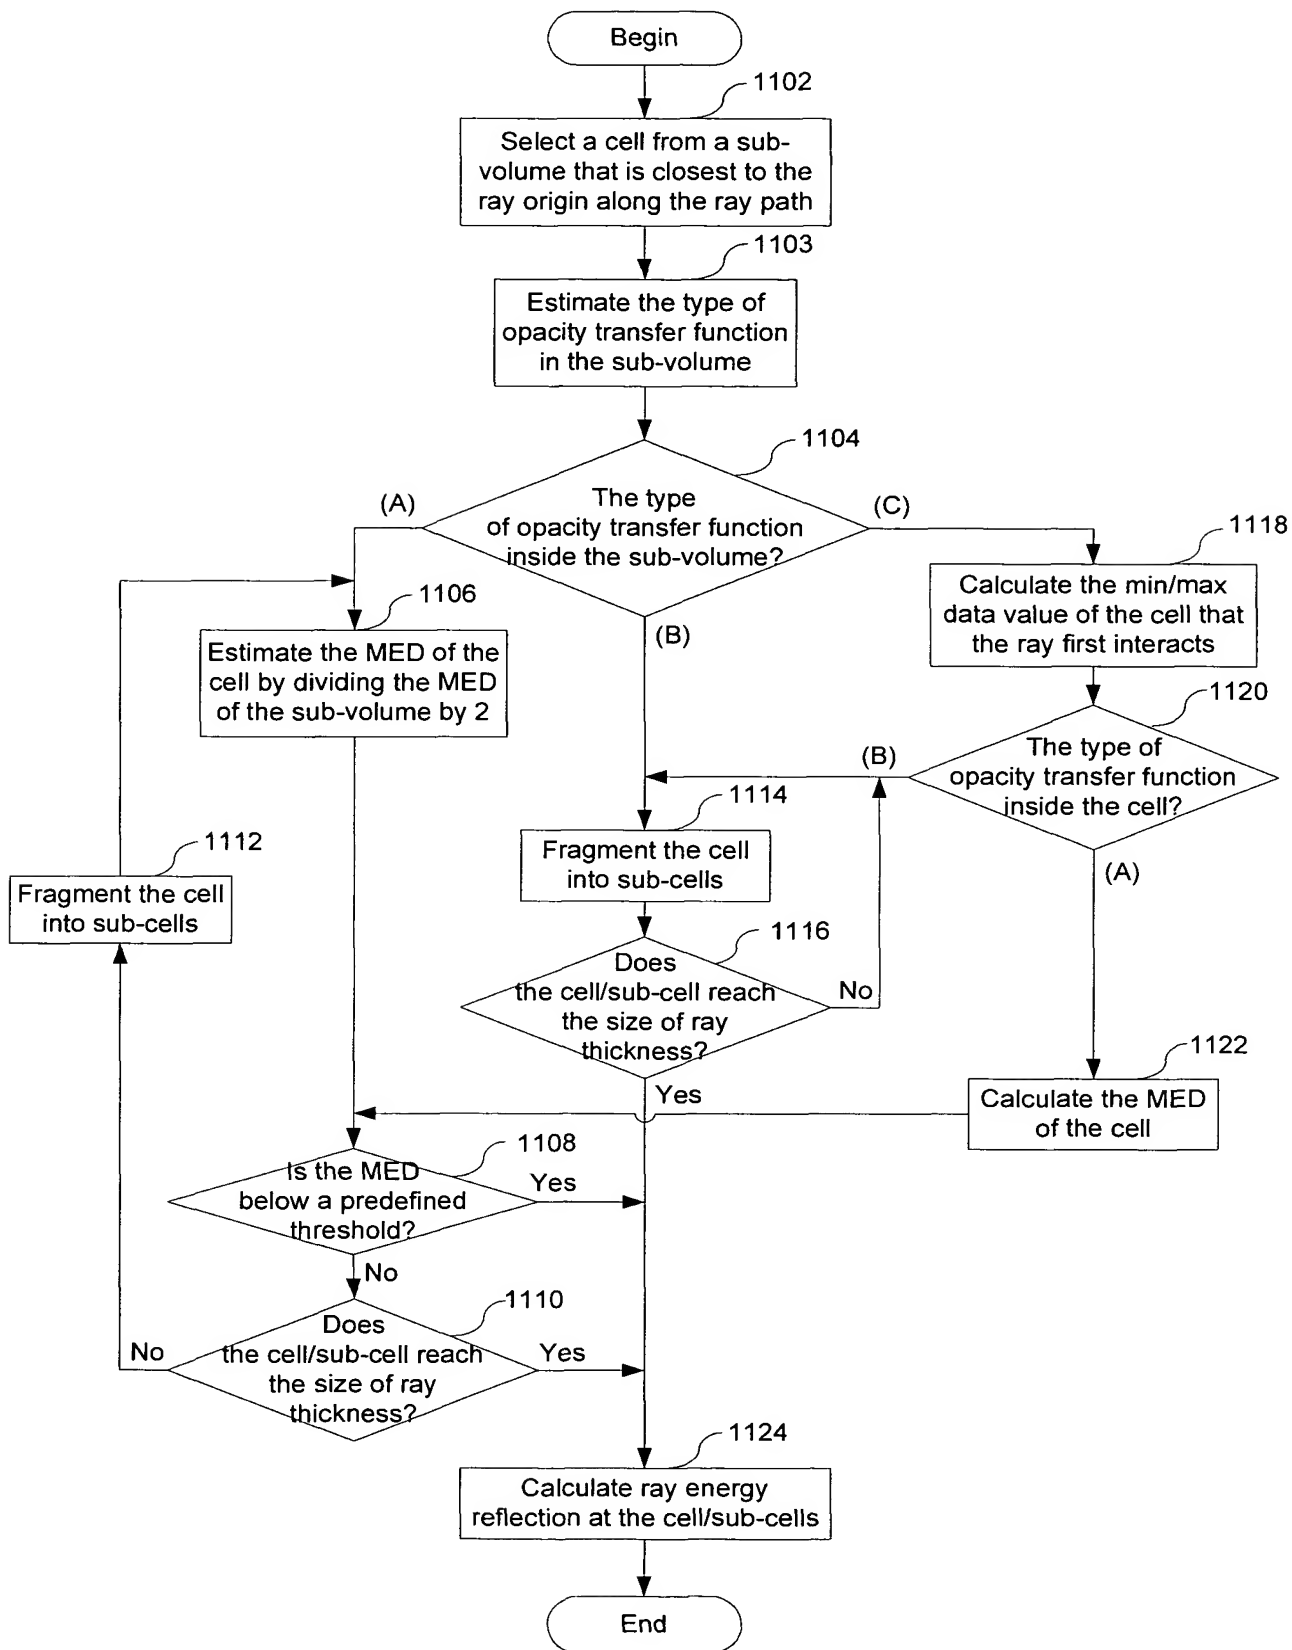 Begin
1102
Select a cell from a sub-
volume that is closest to the
ray origin along the ray path
1103
Estimate the type of
opacity transfer function
in the sub-volume
1104
(A)
The type
of opacity transfer function
inside the sub-volume?
(C)
(B)
1118
Calculate the min/max
data value of the cell that
the ray first interacts
1106
Estimate the MED of the
cell by dividing the MED
of the sub-volume by 2
1120
The type of
opacity transfer function
inside the cell?
(B)
(A)
1114
Fragment the cell
into sub-cells
1112
Fragment the cell
into sub-cells
1116
Does
the cell/sub-cell reach
the size of ray
thickness?
No
Yes
1122
Calculate the MED
of the cell
1108
Is the MED
below a predefined
threshold?
Yes
No
1110
Does
the cell/sub-cell reach
the size of ray
thickness?
No
Yes
1124
Calculate ray energy
reflection at the cell/sub-cells
End